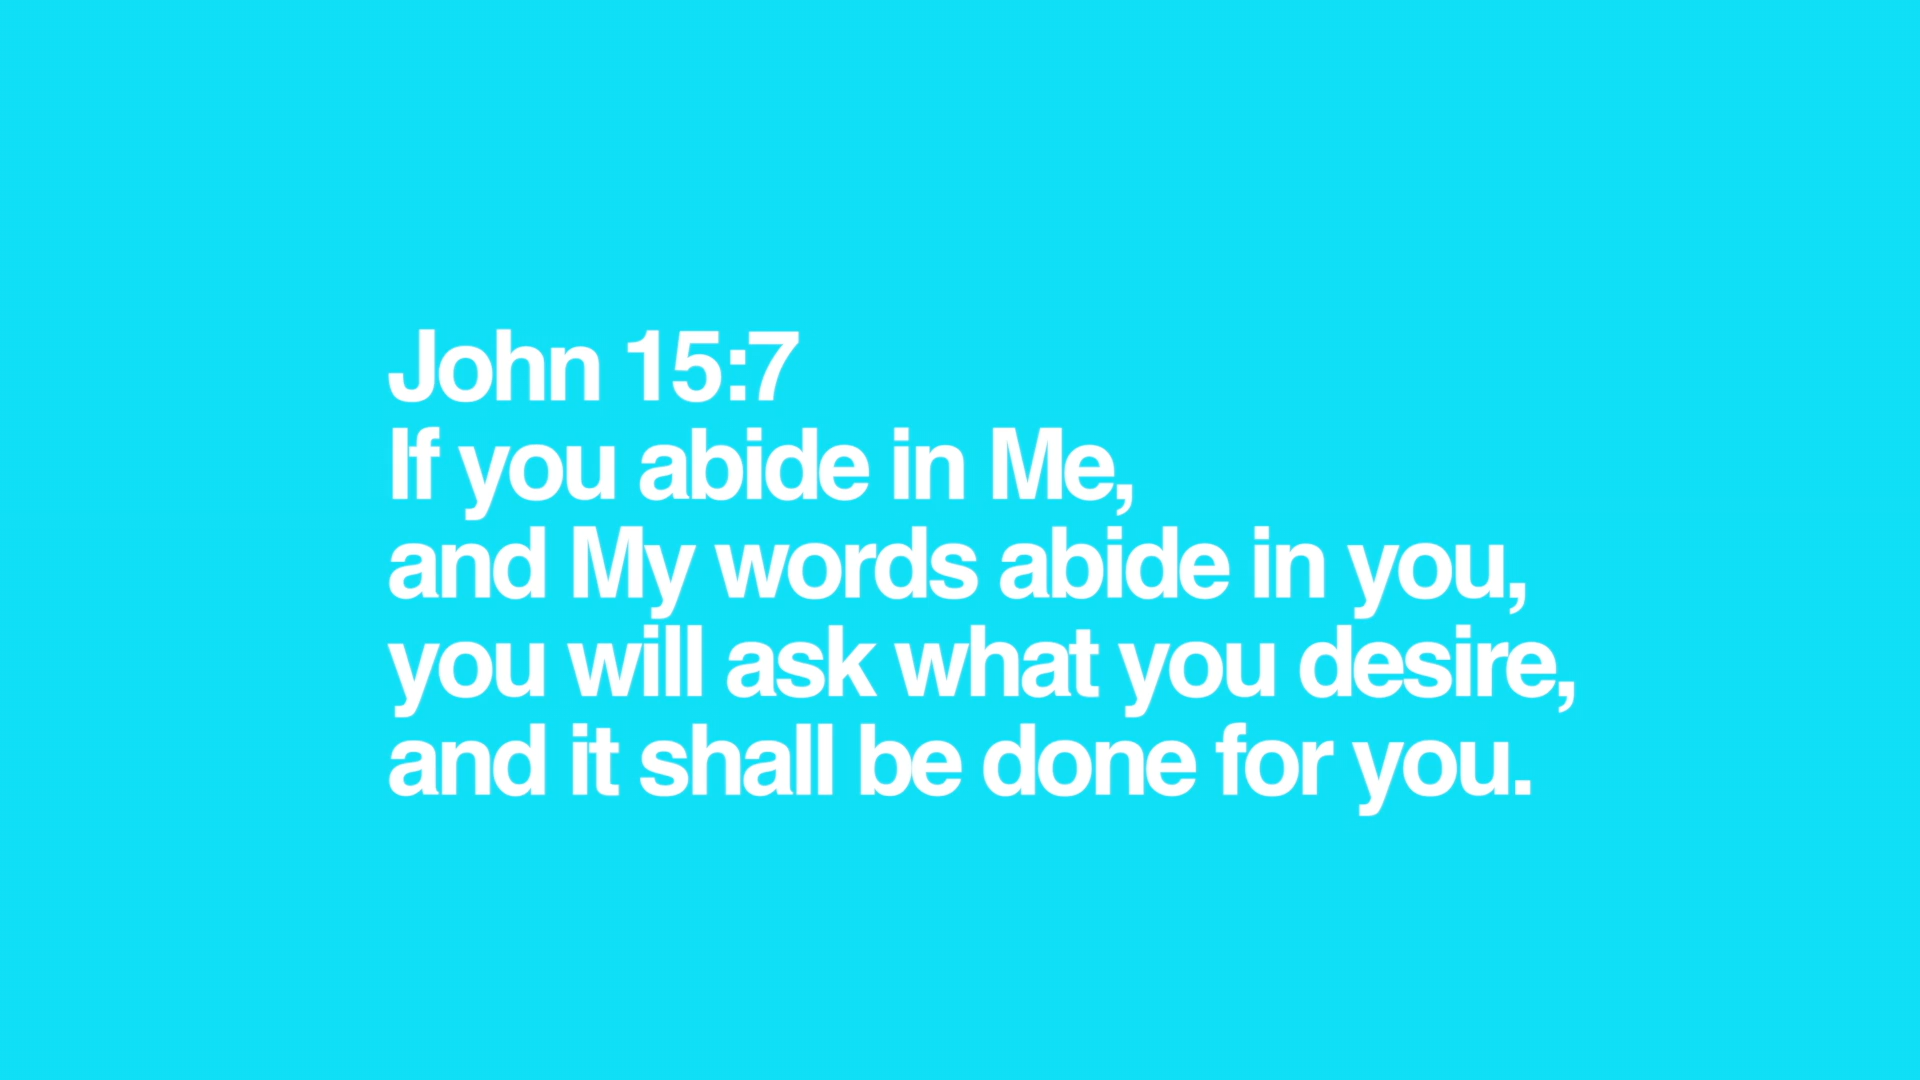 John 15:7
If you abide in Me,
and My words abide in you,
you will ask what you desire,
and it shall be done for you.